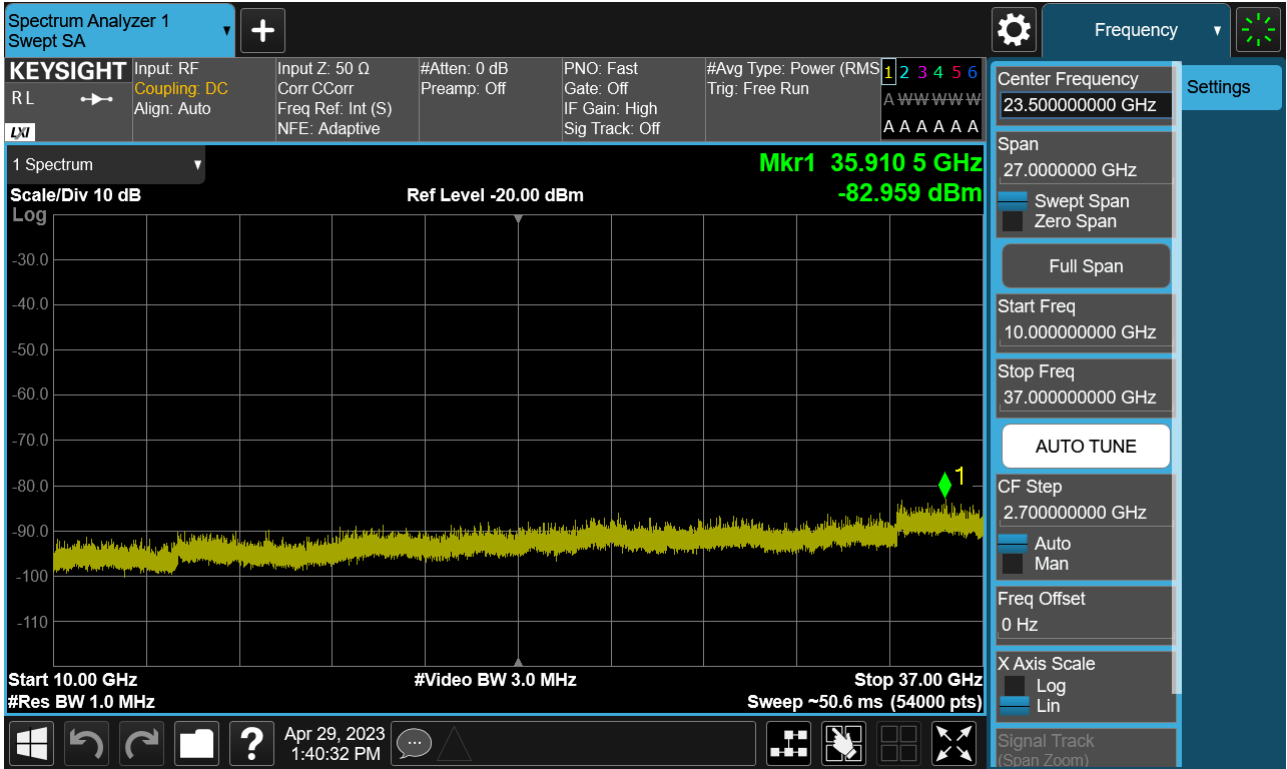 Spectrum Analyzer 1
Swept SA
+
Frequency
KEYSIGHT
R L
LXI
Input: RF
Coupling: DC
Align: Auto
Input Z: 50 Ω
Corr CCorr
Freq Ref: Int (S)
NFE: Adaptive
#Atten: 0 dB
Preamp: Off
PNO: Fast
Gate: Off
IF Gain: High
Sig Track: Off
#Avg Type: Power (RMS
Trig: Free Run
1 2 3 4 5 6
A W W W W W
A A A A A A
1 Spectrum
Mkr1 35.910 5 GHz
Scale/Div 10 dB
Ref Level -20.00 dBm
-82.959 dBm
Log
-30.0
-40.0
-50.0
-60.0
-70.0
-80.0
-90.0
-100
-110
1
Start 10.00 GHz
#Video BW 3.0 MHz
Stop 37.00 GHz
#Res BW 1.0 MHz
Sweep ~50.6 ms (54000 pts)
?
Apr 29, 2023
1:40:32 PM
Center Frequency
23.500000000 GHz
Span
27.0000000 GHz
Swept Span
Zero Span
Full Span
Start Freq
10.000000000 GHz
Stop Freq
37.000000000 GHz
AUTO TUNE
CF Step
2.700000000 GHz
Auto
Man
Freq Offset
0 Hz
X Axis Scale
Log
Lin
Signal Track
(Span Zoom)
Settings